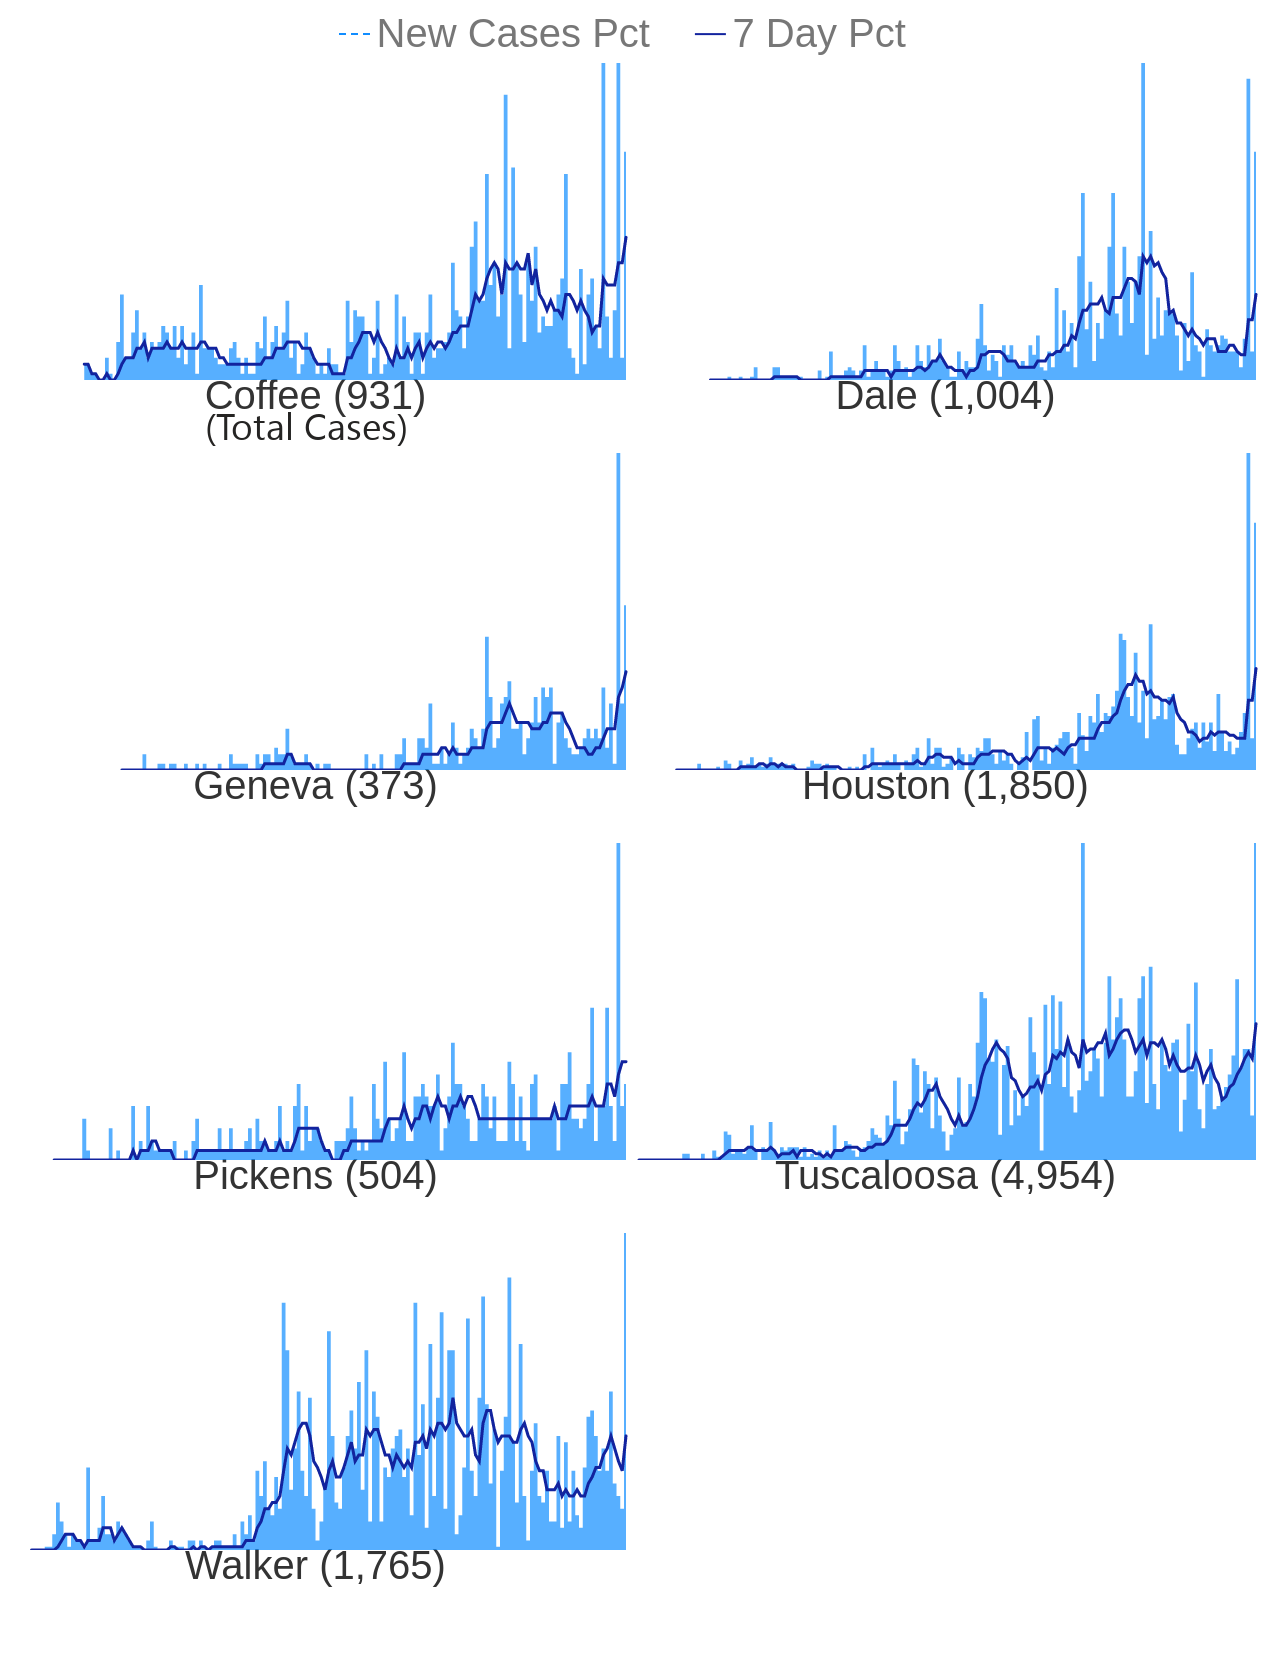 New Cases Pct 7 Day Pct
Coffee (931)
(Total Cases)
Dale (1,004)
Geneva (373)
Houston (1,850)
Pickens (504)
Tuscaloosa (4,954)
Walker (1,765)